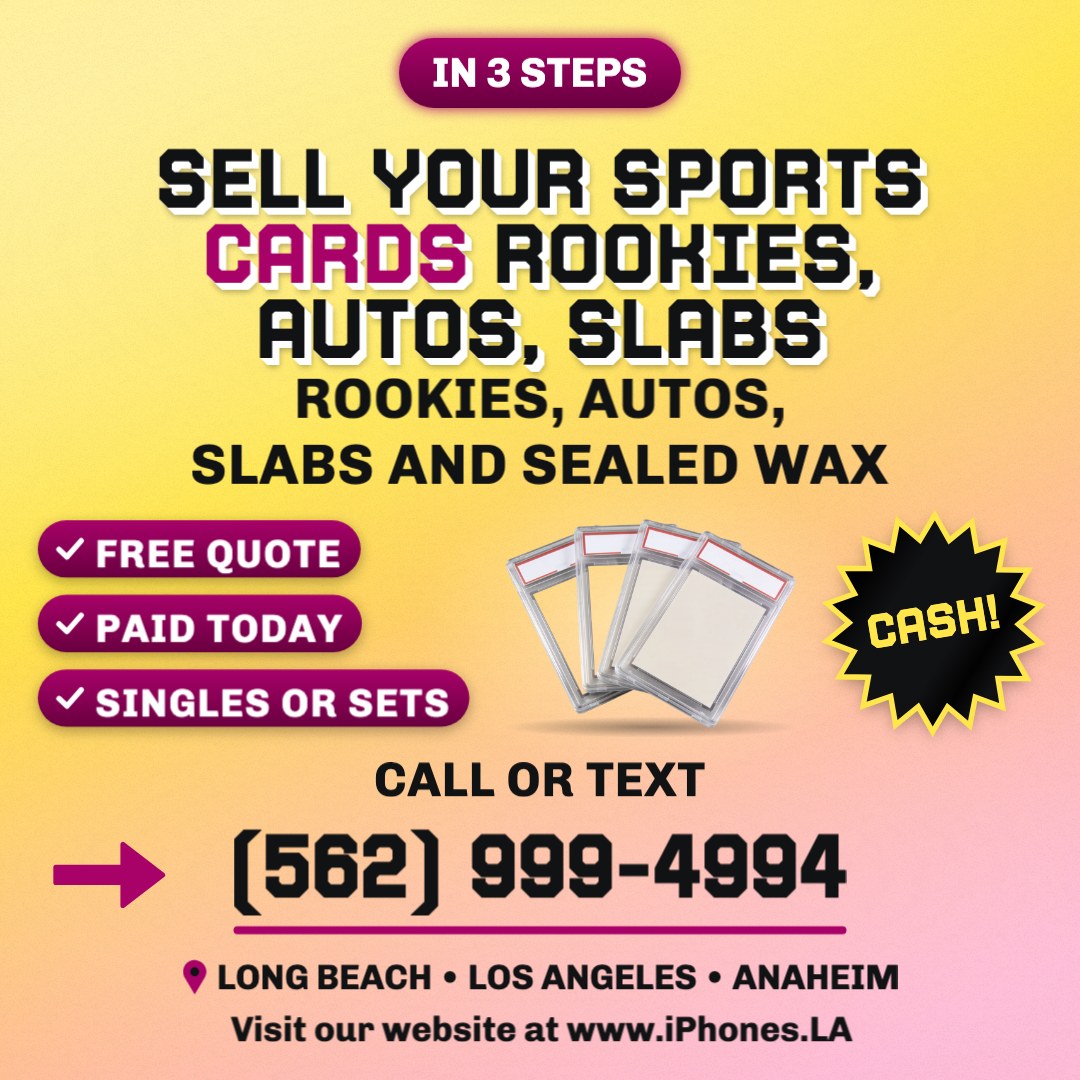 IN 3 STEPS
SELL YOUR SPORTS
CARDS ROOKIES,
AUTOS, SLABS
ROOKIES, AUTOS,
SLABS AND SEALED WAX
✓ FREE QUOTE
✓ PAID TODAY
✓ SINGLES OR SETS
CASH!
CALL OR TEXT
(562) 999-4994
LONG BEACH • LOS ANGELES • ANAHEIM
Visit our website at www.iPhones.LA